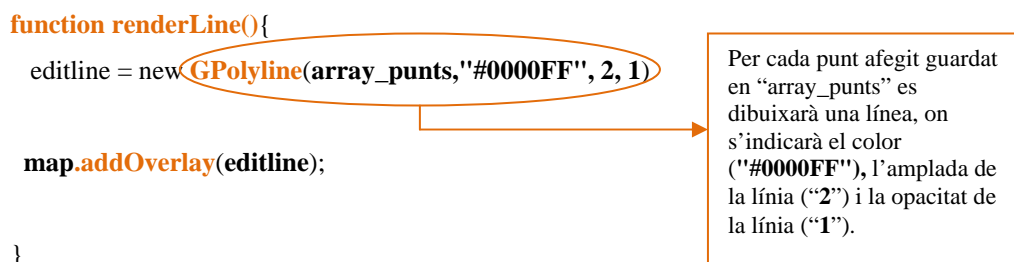 function renderLine(){
editline = new GPolyline(array_punts,"#0000FF", 2, 1)
map.addOverlay(editline);
}
Per cada punt afegit guardat
en “array_punts” es
dibuixarà una línea, on
s’indicarà el color
("#0000FF"), l’amplada de
la línia (“2”) i la opacitat de
la línia (“1”).